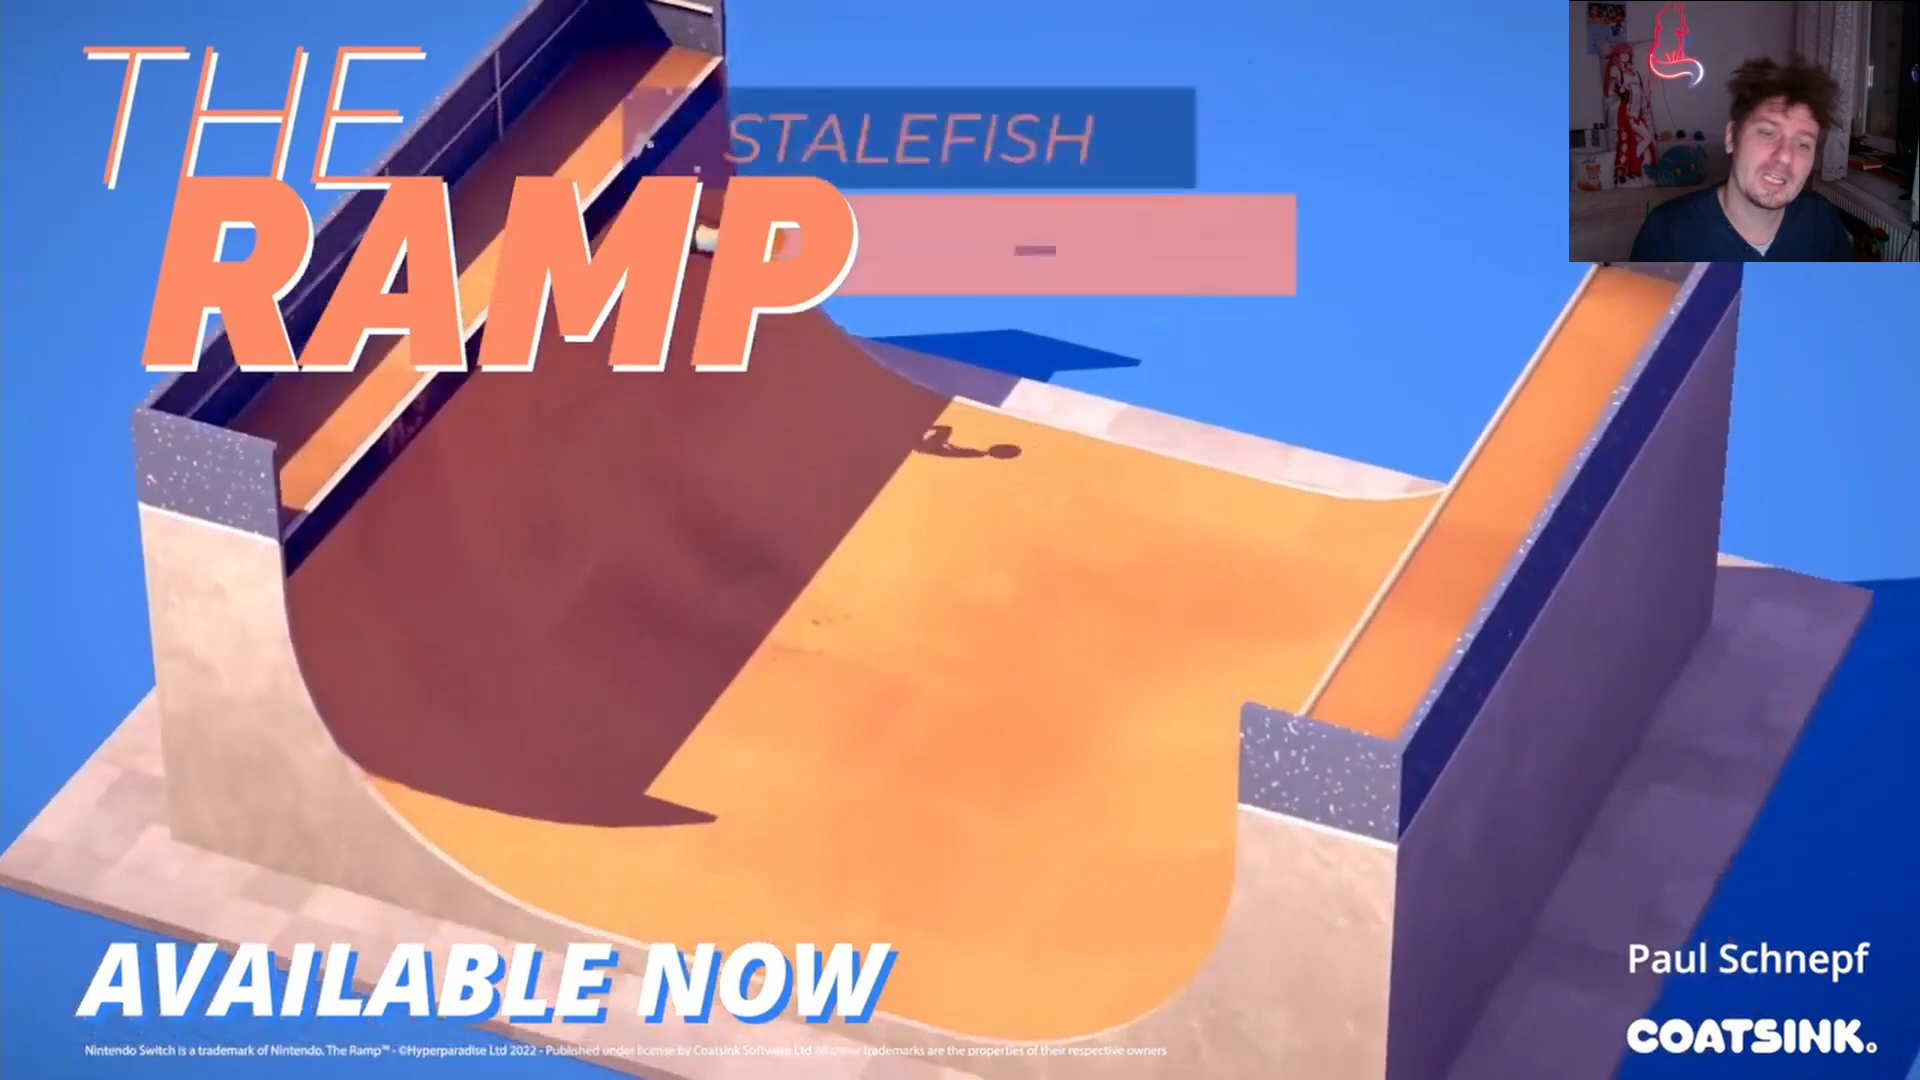 THE
RAMP
STALEFISH
-
AVAILABLE NOW
Nintendo Switch is a trademark of Nintendo. The Ramp™ - ©Hyperparadise Ltd 2022 - Published under license by Coatsink Software Ltd All other trademarks are the properties of their respective owners
Paul Schnepf
COATSINK.